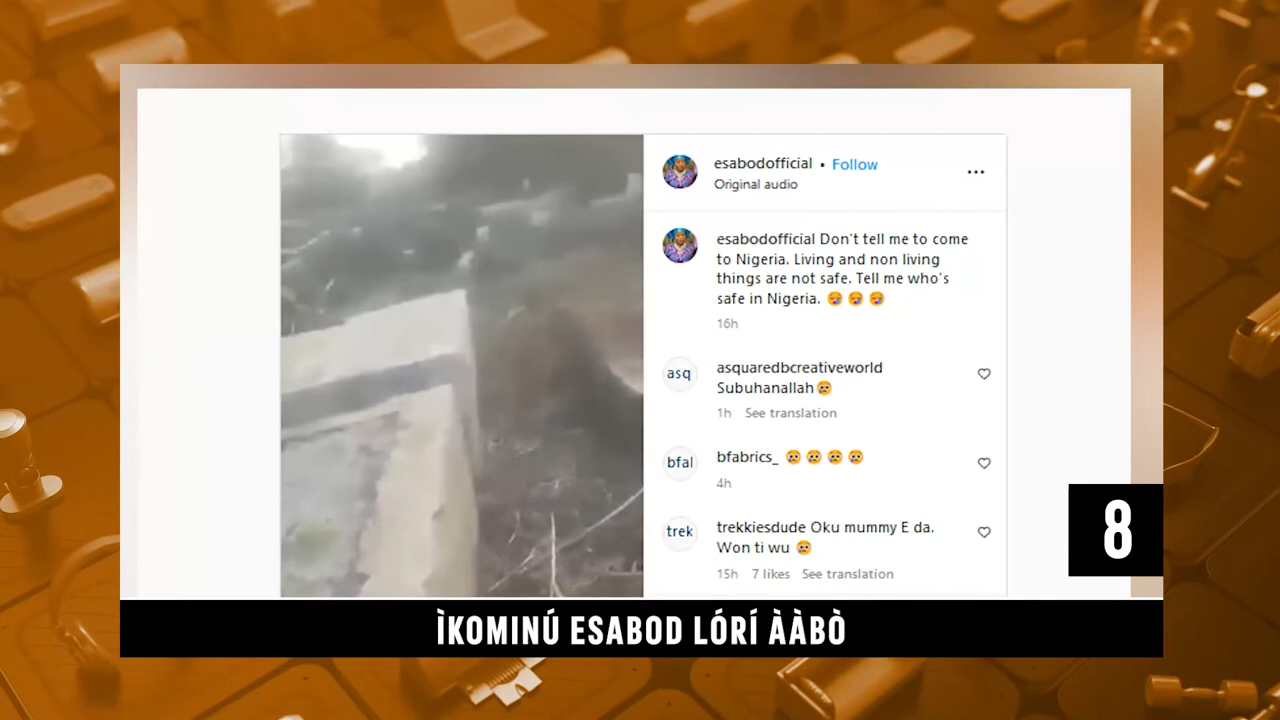 esabodofficial • Follow
Original audio
esabodofficial Don't tell me to come
to Nigeria. Living and non living
things are not safe. Tell me who's
safe in Nigeria. 😪 😪 😪
16h
asq
asquaredbcreativeworld
Subuhanallah😢
1h See translation
bfal
bfabrics_ 😢 😢 😢 😢
4h
trek
trekkiesdude Oku mummy E da.
Won ti wu 😢
15h 7 likes See translation
8
ÌKOMINÚ ESABOD LÓRÍ ÀÀBÒ